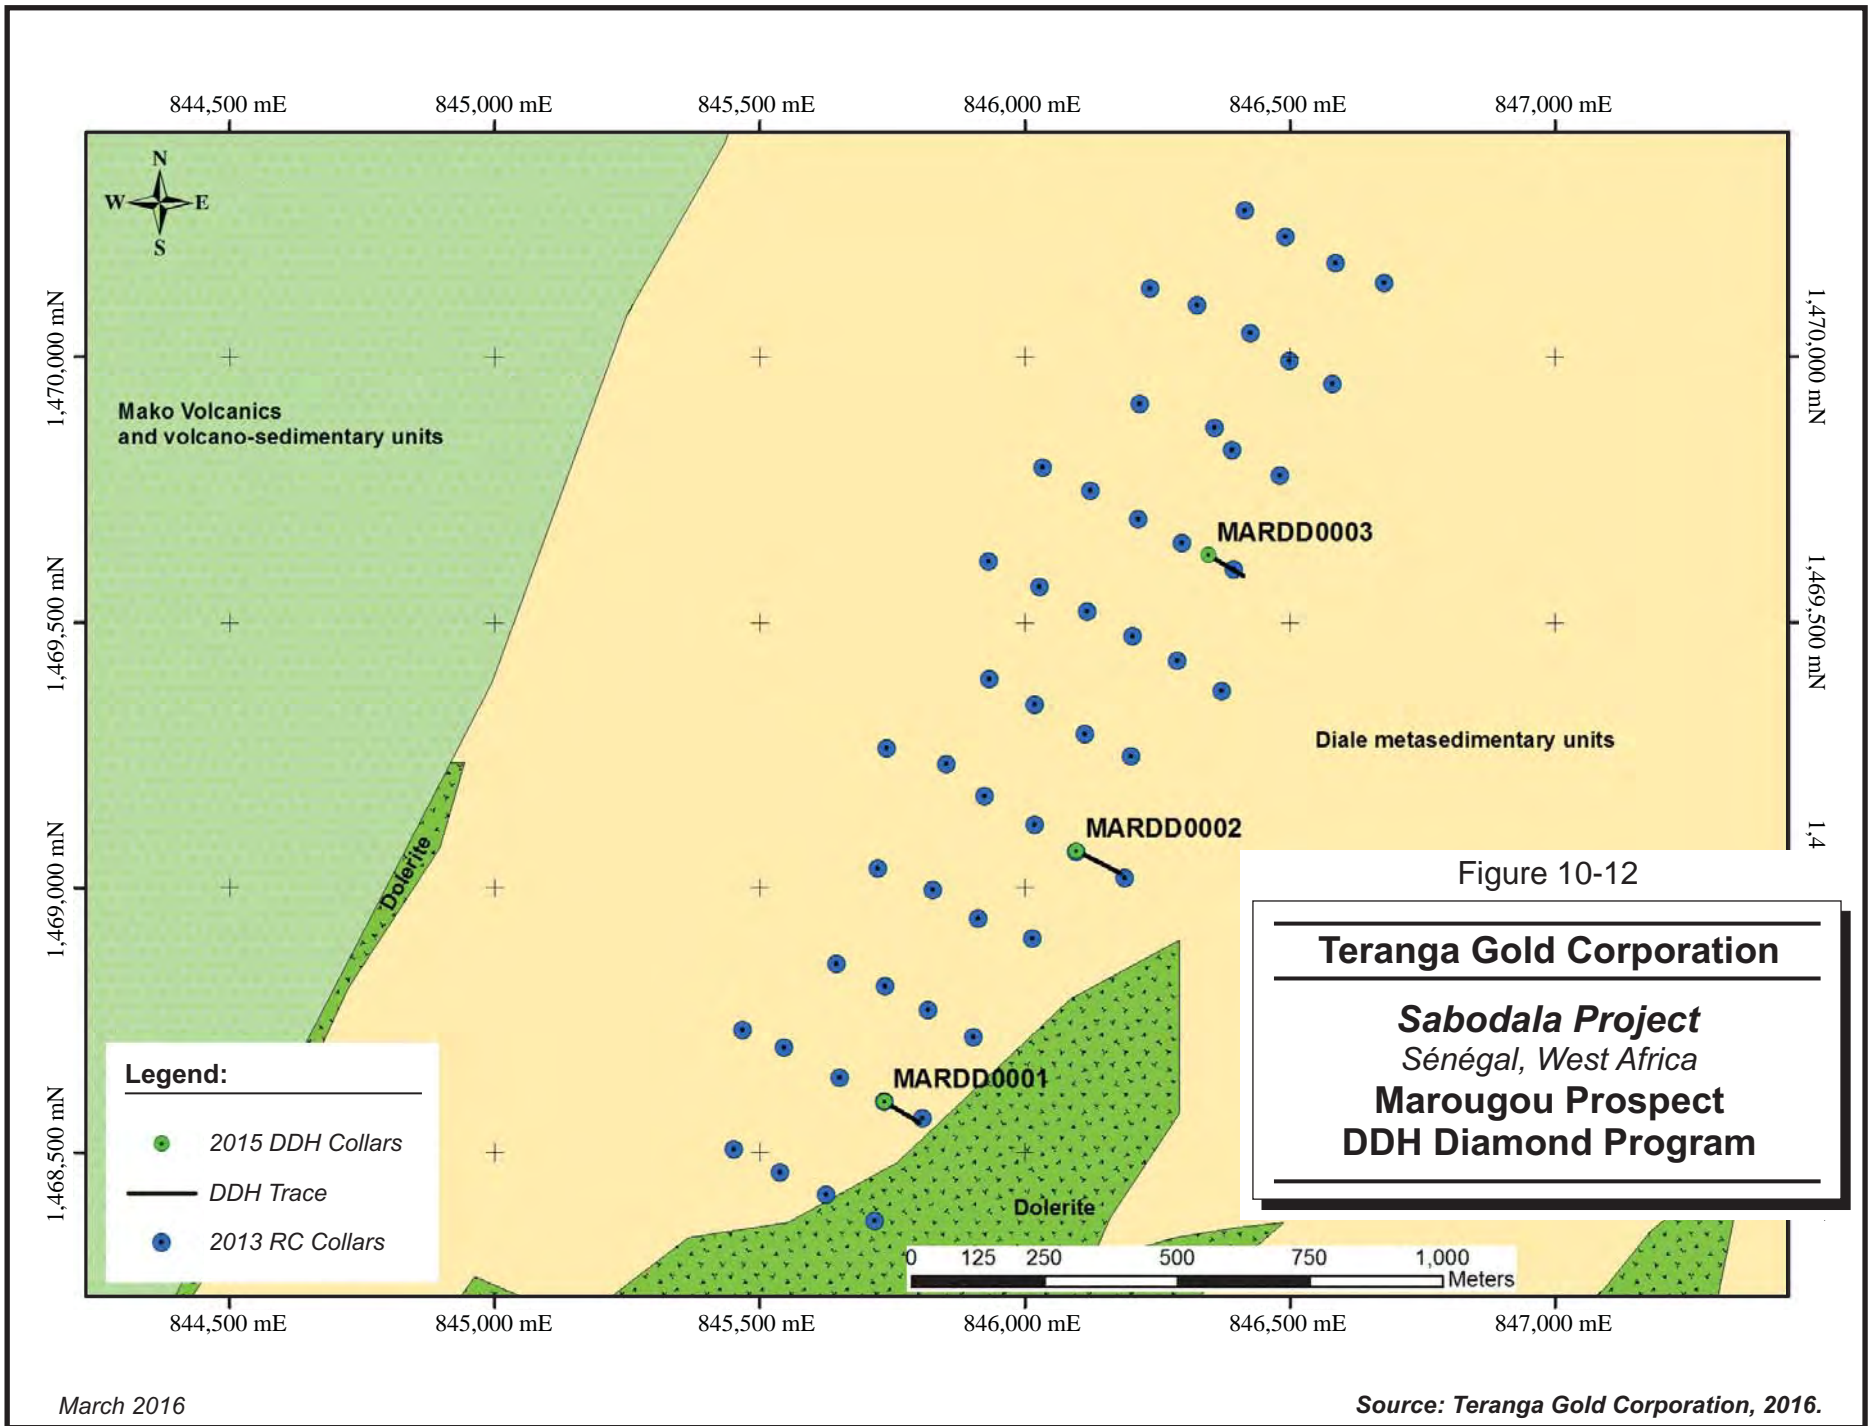 844,500 mE 845,000 mE 845,500 mE 846,000 mE 846,500 mE 847,000 mE
N
W E
S
1,470,000 mN
1,470,000 mN
Mako Volcanics
and volcano-sedimentary units
MARDD0003
1,469,500 mN
1,469,500 mN
Diale metasedimentary units
MARDD0002
1,4
Dolerite
1,469,000 mN
Figure 10-12
Teranga Gold Corporation
Sabodala Project
Sénégal, West Africa
Marougou Prospect
DDH Diamond Program
MARDD0001
Legend:
2015 DDH Collars
DDH Trace
2013 RC Collars
1,468,500 mN
Dolerite
0 125 250 500 750 1,000
Meters
844,500 mE 845,000 mE 845,500 mE 846,000 mE 846,500 mE 847,000 mE
March 2016
Source: Teranga Gold Corporation, 2016.